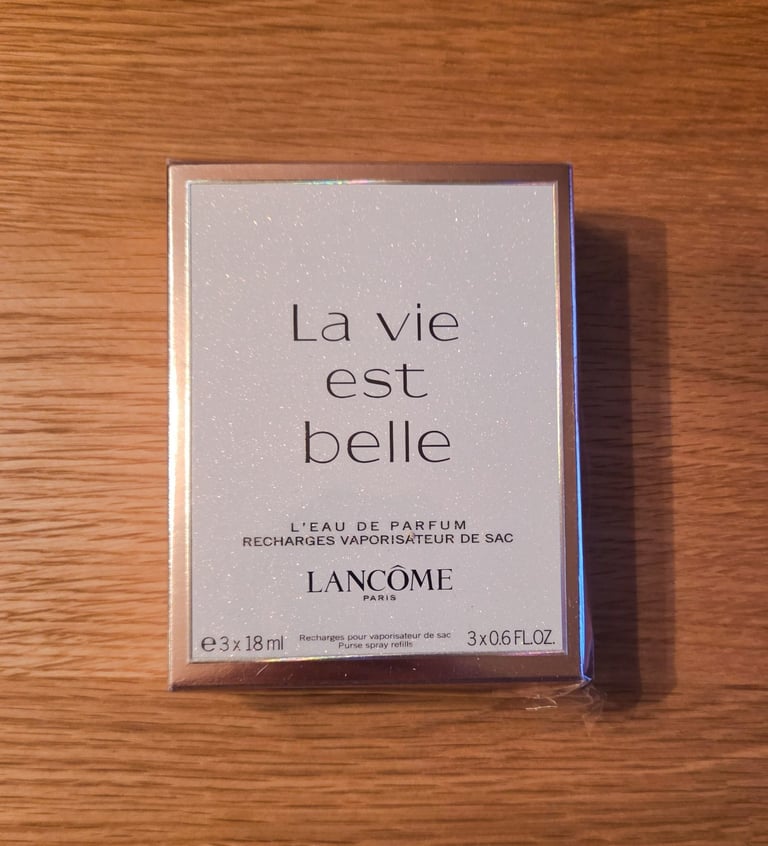 La vie
est
belle
L'EAU DE PARFUM
RECHARGES VAPORISATEUR DE SAC
LANCÔME
PARIS
℮ 3 x 18 ml
Recharges pour vaporisateur de sac
Purse spray refills
3 x 0.6 FL.OZ.